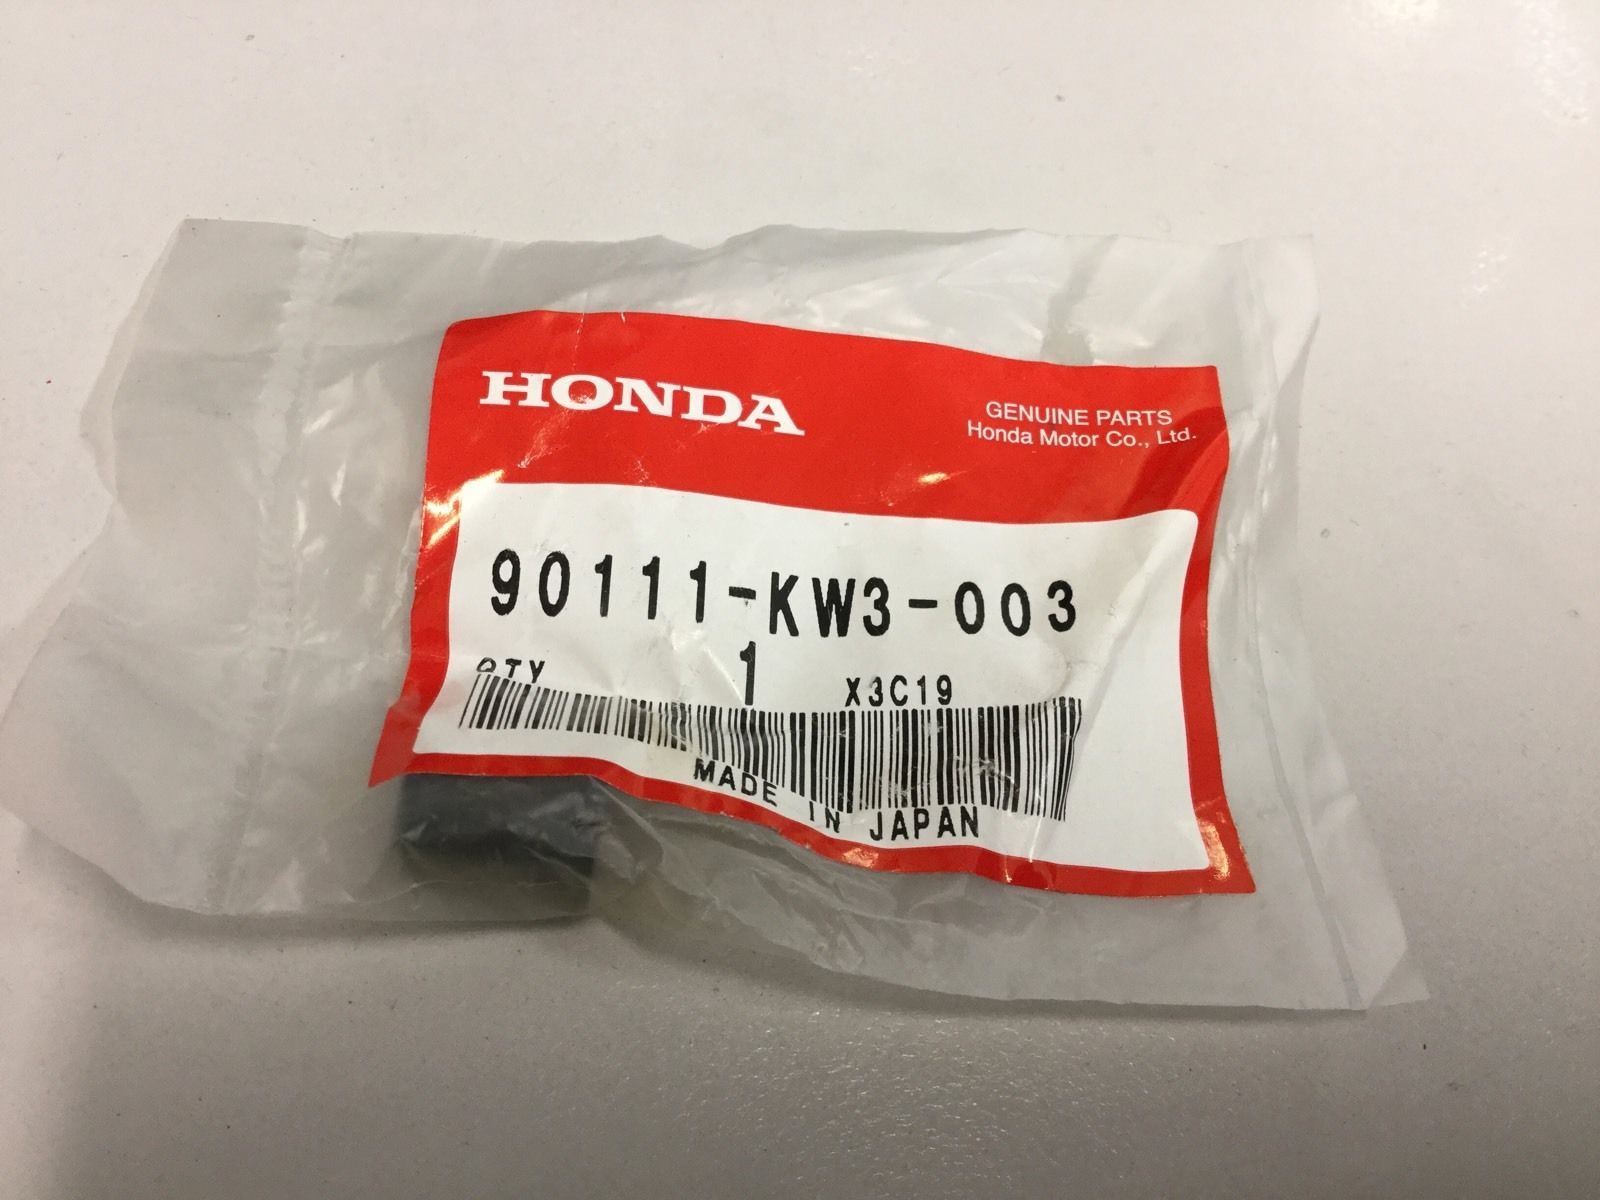 HONDA
GENUINE PARTS
Honda Motor Co., Ltd.
90111-KW3-003
QTY 1 X3C19
MADE IN JAPAN